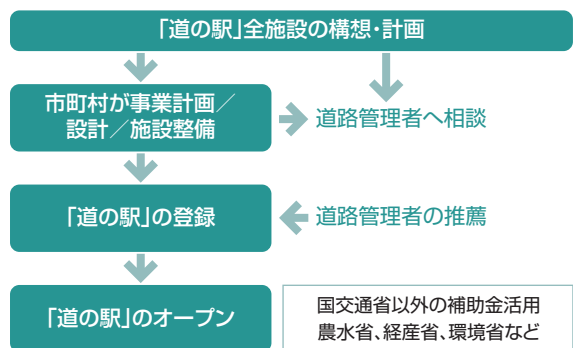 「道の駅」全施設の構想・計画
市町村が事業計画／
設計／施設整備
道路管理者へ相談
「道の駅」の登録
道路管理者の推薦
「道の駅」のオープン
国交通省以外の補助金活用
農水省、経産省、環境省など